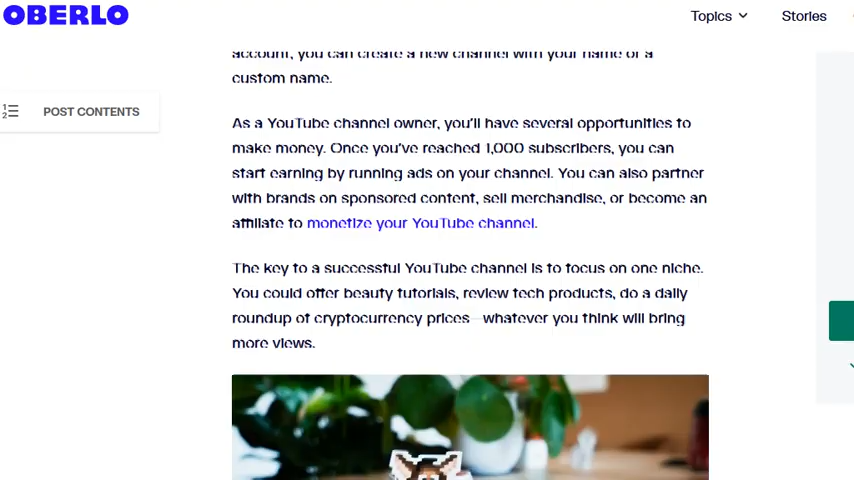 OBERLO
Topics
Stories
account, you can create a new channel with your name or a
custom name.
POST CONTENTS
As a YouTube channel owner, you'll have several opportunities to
make money. Once you've reached 1,000 subscribers, you can
start earning by running ads on your channel. You can also partner
with brands on sponsored content, sell merchandise, or become an
affiliate to monetize your YouTube channel.
The key to a successful YouTube channel is to focus on one niche.
You could offer beauty tutorials, review tech products, do a daily
roundup of cryptocurrency prices—whatever you think will bring
more views.